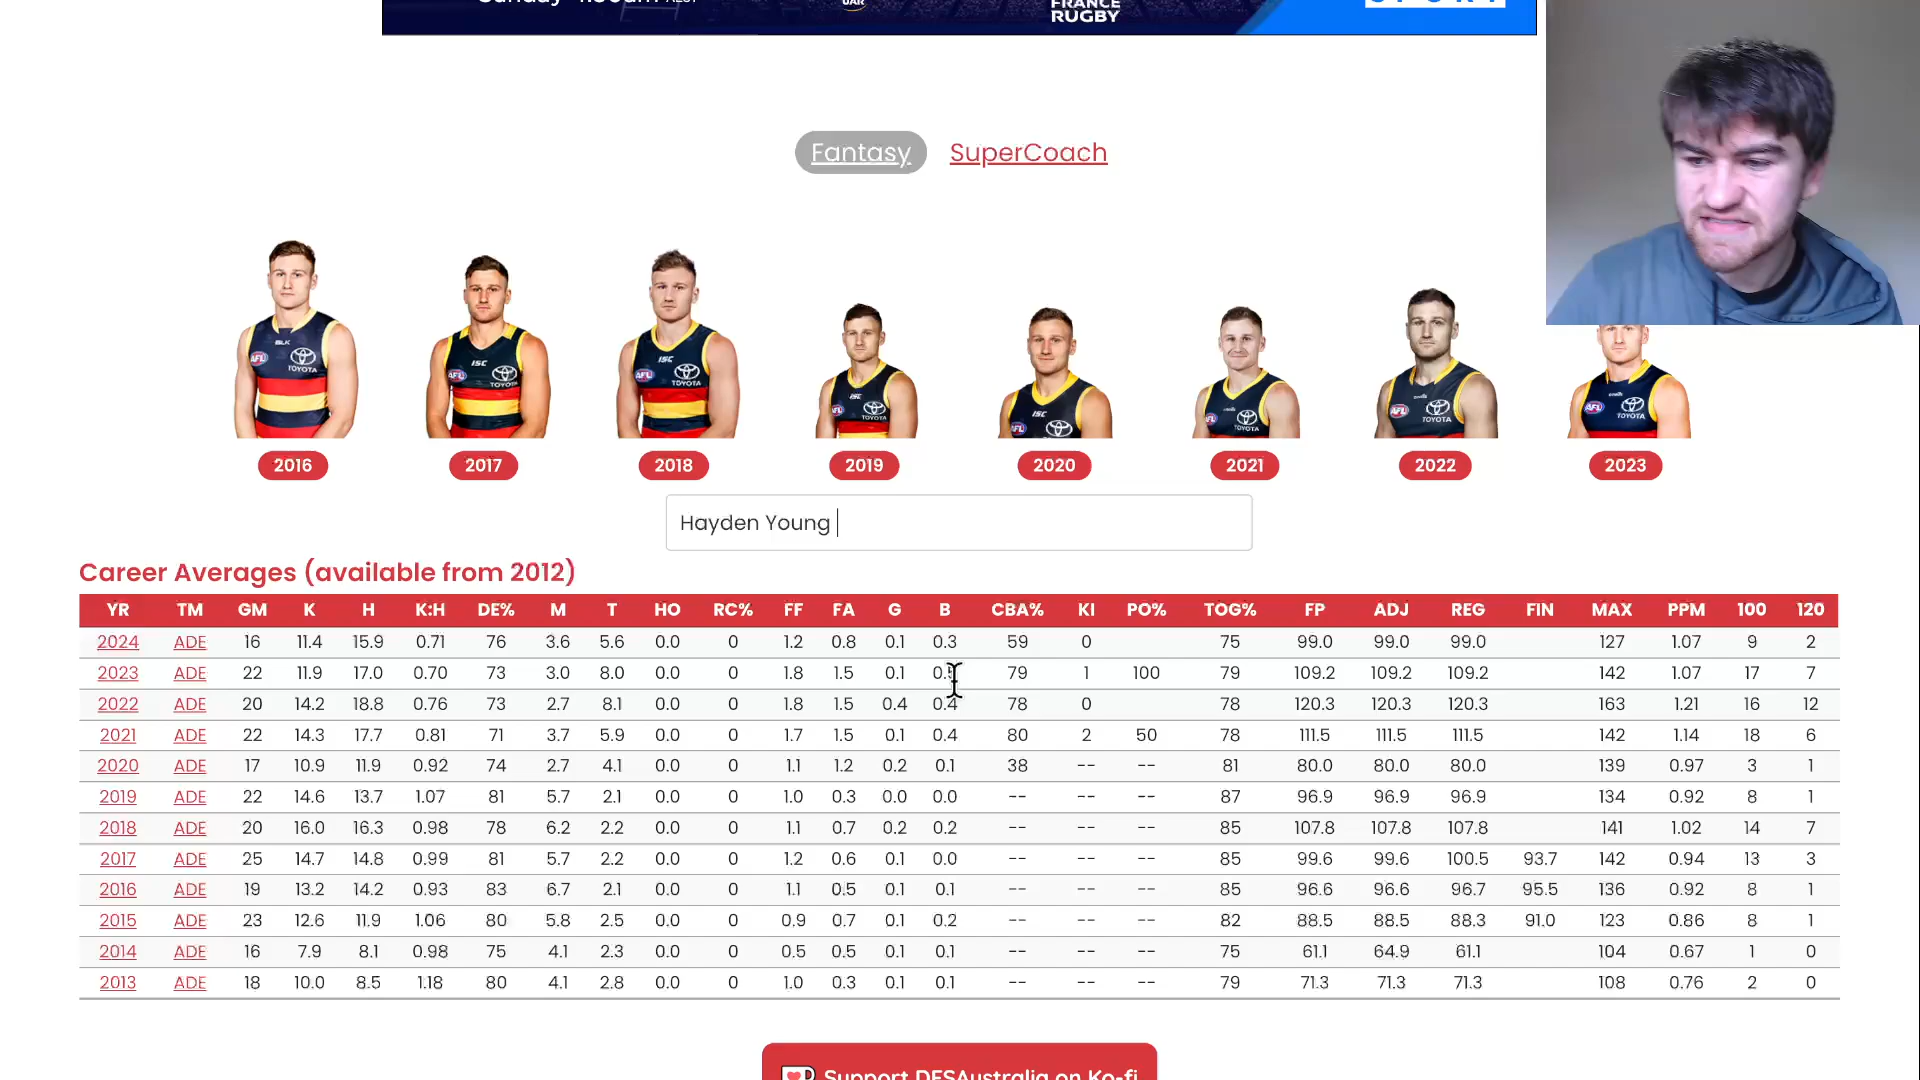 FRANCE
RUGBY
SPORT
Fantasy SuperCoach
2016 2017 2018 2019 2020 2021 2022 2023
Hayden Young
Career Averages (available from 2012)
YR TM GM K H K:H DE% M T HO RC% FF FA G B CBA% KI PO% TOG% FP ADJ REG FIN MAX PPM 100 120
2024 ADE 16 11.4 15.9 0.71 76 3.6 5.6 0.0 0 1.2 0.8 0.1 0.3 59 0 75 99.0 99.0 99.0 127 1.07 9 2
2023 ADE 22 11.9 17.0 0.70 73 3.0 8.0 0.0 0 1.8 1.5 0.1 79 1 100 79 109.2 109.2 109.2 142 1.07 17 7
2022 ADE 20 14.2 18.8 0.76 73 2.7 8.1 0.0 0 1.8 1.5 0.4 0.4 78 0 78 120.3 120.3 120.3 163 1.21 16 12
2021 ADE 22 14.3 17.7 0.81 71 3.7 5.9 0.0 0 1.7 1.5 0.1 0.4 80 2 50 78 111.5 111.5 111.5 142 1.14 18 6
2020 ADE 17 10.9 11.9 0.92 74 2.7 4.1 0.0 0 1.1 1.2 0.2 0.1 38 -- -- 81 80.0 80.0 80.0 139 0.97 3 1
2019 ADE 22 14.6 13.7 1.07 81 5.7 2.1 0.0 0 1.0 0.3 0.0 0.0 -- -- -- 87 96.9 96.9 96.9 134 0.92 8 1
2018 ADE 20 16.0 16.3 0.98 78 6.2 2.2 0.0 0 1.1 0.7 0.2 0.2 -- -- -- 85 107.8 107.8 107.8 141 1.02 14 7
2017 ADE 25 14.7 14.8 0.99 81 5.7 2.2 0.0 0 1.2 0.6 0.1 0.0 -- -- -- 85 99.6 99.6 100.5 93.7 142 0.94 13 3
2016 ADE 19 13.2 14.2 0.93 83 6.7 2.1 0.0 0 1.1 0.5 0.1 0.1 -- -- -- 85 96.6 96.6 96.7 95.5 136 0.92 8 1
2015 ADE 23 12.6 11.9 1.06 80 5.8 2.5 0.0 0 0.9 0.7 0.1 0.2 -- -- -- 82 88.5 88.5 88.3 91.0 123 0.86 8 1
2014 ADE 16 7.9 8.1 0.98 75 4.1 2.3 0.0 0 0.5 0.5 0.1 0.1 -- -- -- 75 61.1 64.9 61.1 104 0.67 1 0
2013 ADE 18 10.0 8.5 1.18 80 4.1 2.8 0.0 0 1.0 0.3 0.1 0.1 -- -- -- 79 71.3 71.3 71.3 108 0.76 2 0
Support DFSAustralia on Ko-fi